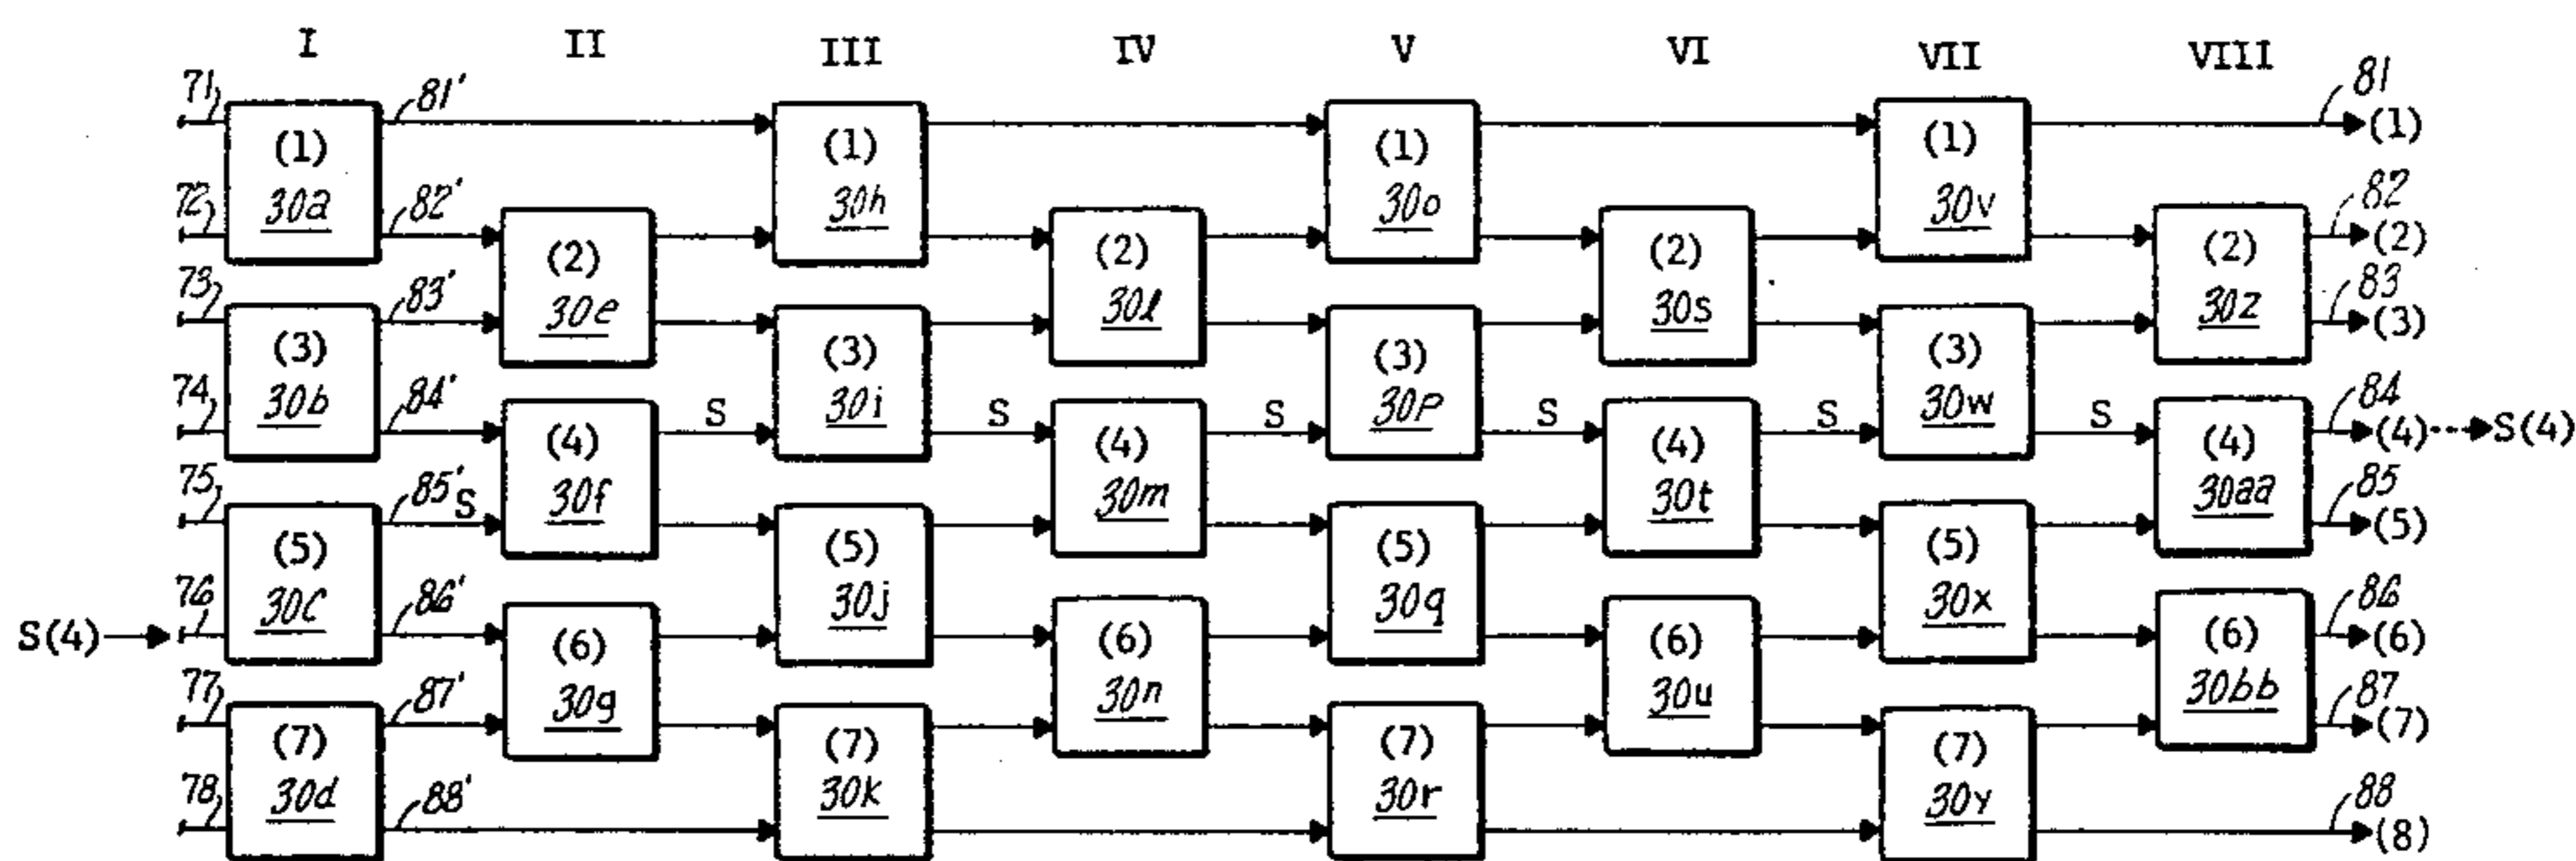 I II III IV V VI VII VIII
71 81' 81
(1) (1) (1) (1) (1)
30a 30h 30o 30v
72 82' 82
(2) (2) (2) (2)
30e 30l 30s 30z
73 83' 83
(3)
(3) (3) (3) (3)
30b 30i 30p 30w
74 84' S S S S S S 84
(4) S(4)
(4) (4) (4) (4)
30f 30m 30t 30aa
75 85' S 85
(5)
(5) (5) (5) (5)
30c 30j 30q 30x
S(4) 76 86' 86
(6)
(6) (6) (6) (6)
30g 30n 30u 30bb
77 87' 87
(7)
(7) (7) (7) (7)
30d 30k 30r 30y
78 88' 88
(8)